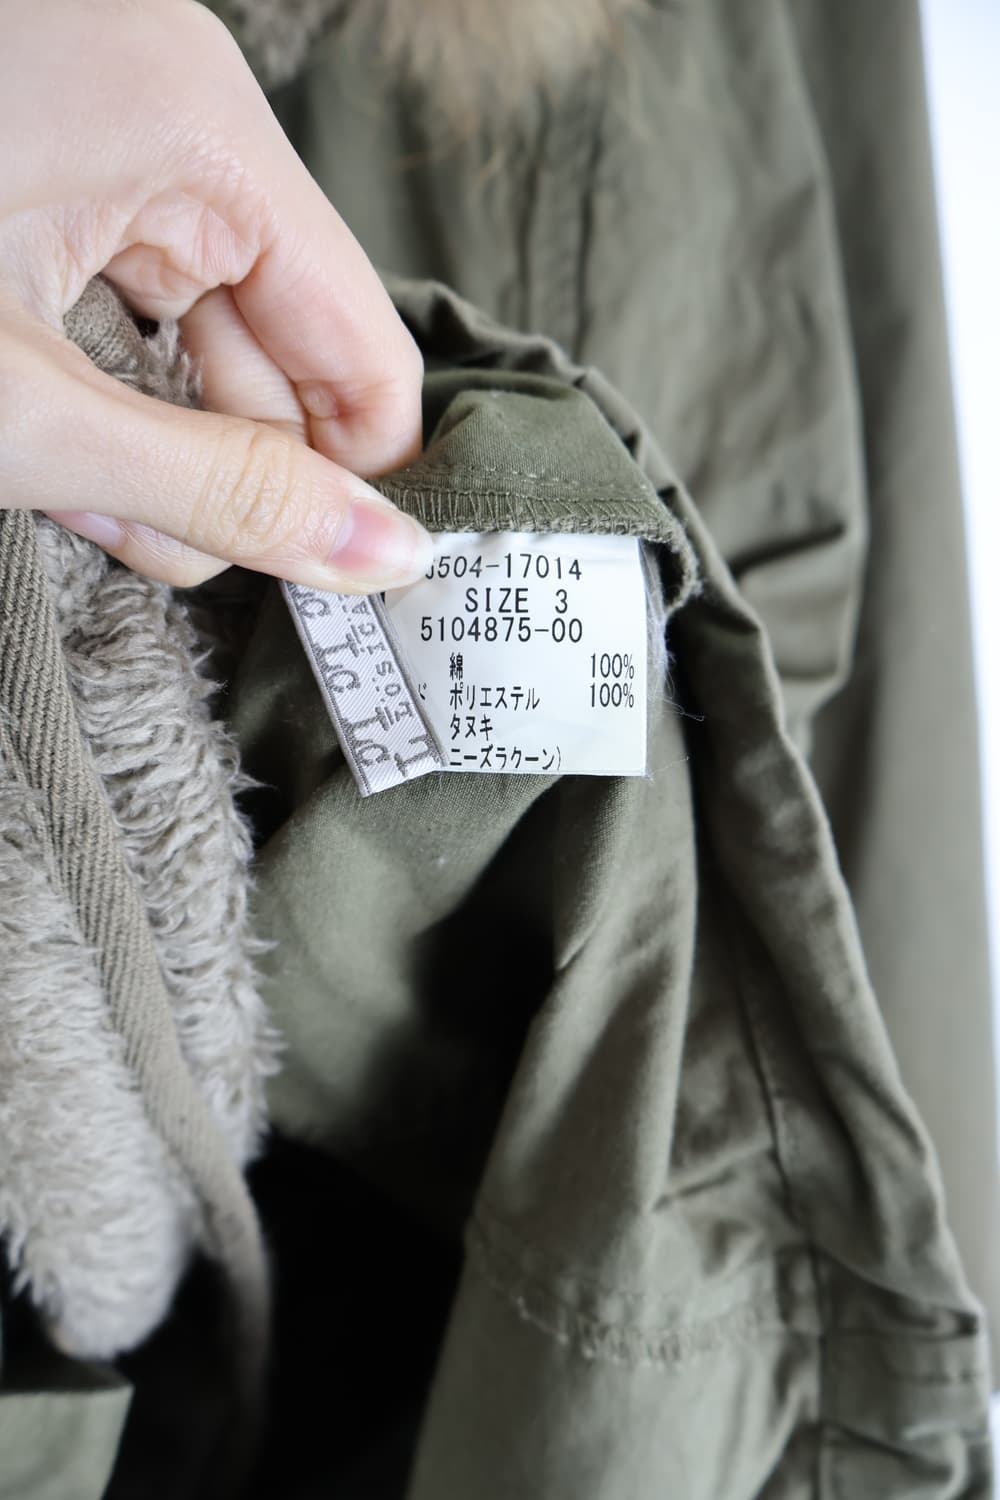 504-17014
SIZE 3
5104875-00
綿 100%
ド ポリエステル 100%
タヌキ
ニーズラクーン)